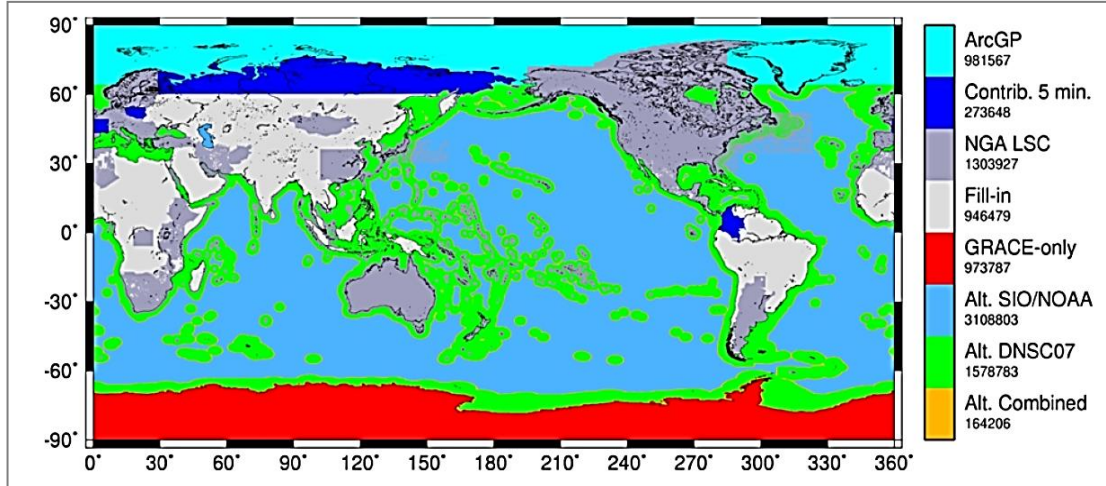 90˚
60˚
30˚
0˚
-30˚
-60˚
-90˚
0˚ 30˚ 60˚ 90˚ 120˚ 150˚ 180˚ 210˚ 240˚ 270˚ 300˚ 330˚ 360˚
ArcGP
981567
Contrib. 5 min.
273648
NGA LSC
1303927
Fill-in
946479
GRACE-only
973787
Alt. SIO/NOAA
3108803
Alt. DNSC07
1578783
Alt. Combined
164206